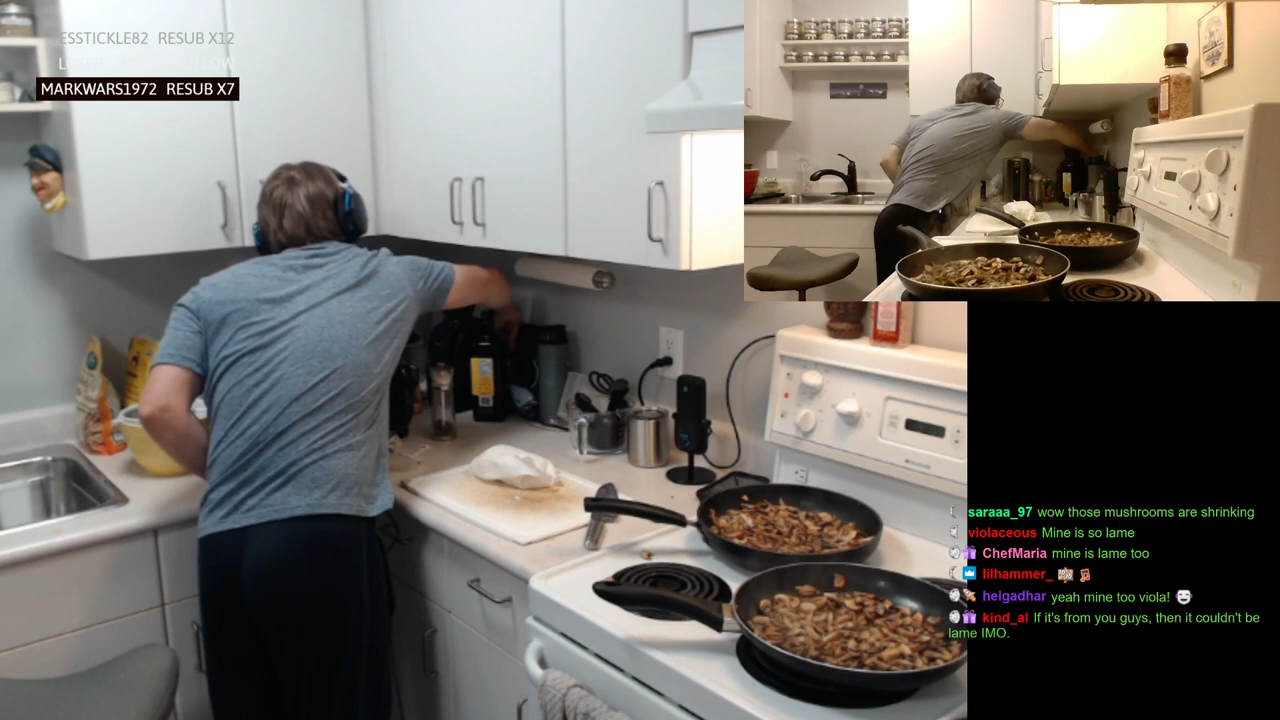 RESUB X12
MARKWARS1972 RESUB X7
saraaa_97 wow those mushrooms are shrinking
violaceous Mine is so lame
ChefMaria mine is lame too
lilhammer_
helgadhar yeah mine too viola!
kind_al If it's from you guys, then it couldn't be
lame IMO.